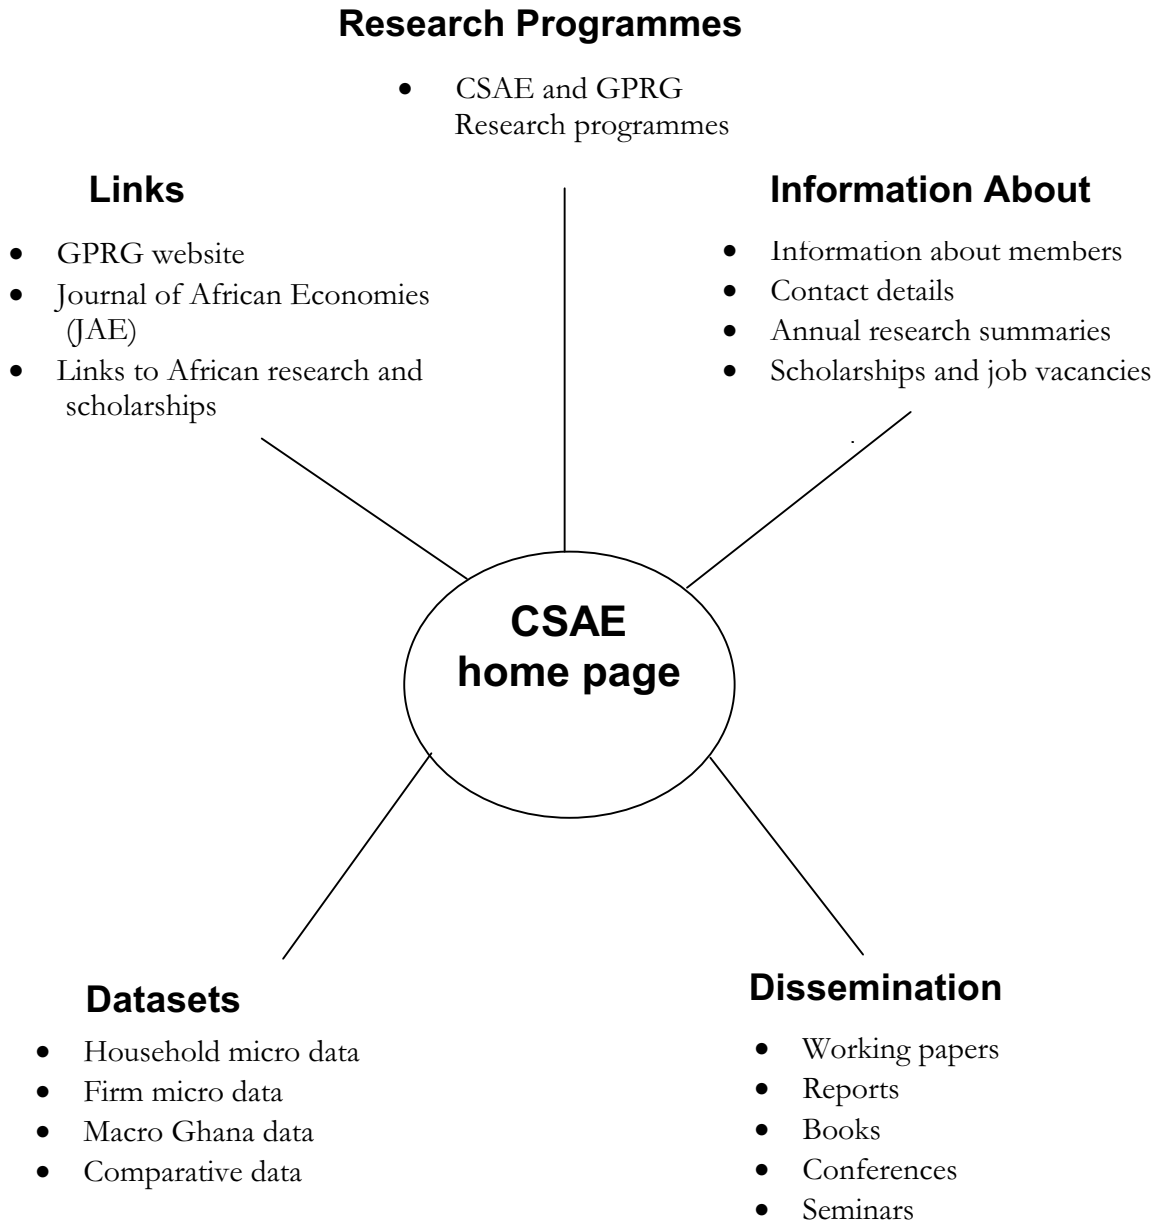 Research Programmes
• CSAE and GPRG
Research programmes
Links
• GPRG website
• Journal of African Economies
(JAE)
• Links to African research and
scholarships
Information About
• Information about members
• Contact details
• Annual research summaries
• Scholarships and job vacancies
CSAE
home page
Datasets
• Household micro data
• Firm micro data
• Macro Ghana data
• Comparative data
Dissemination
• Working papers
• Reports
• Books
• Conferences
• Seminars